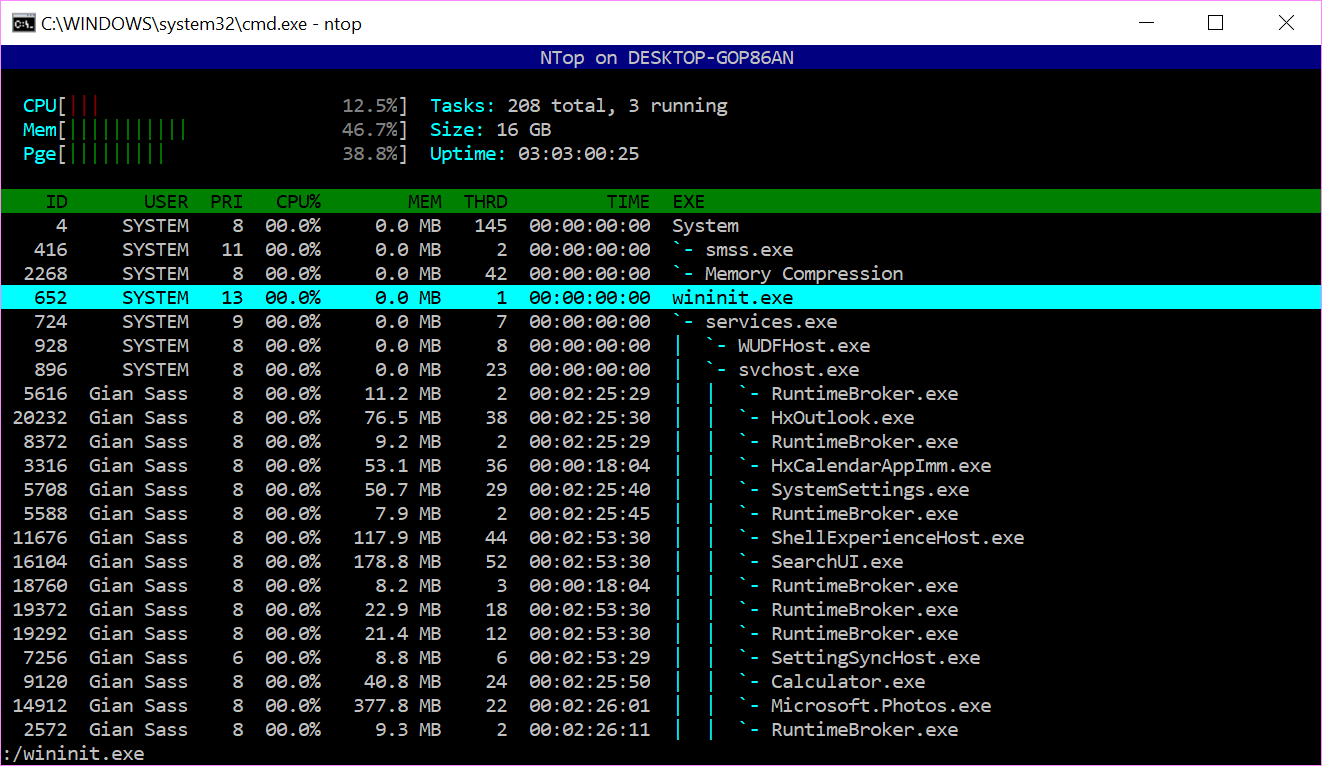 C:\WINDOWS\system32\cmd.exe - ntop
NTop on DESKTOP-GOP86AN
CPU[||| 12.5%] Tasks: 208 total, 3 running
Mem[||||||||||| 46.7%] Size: 16 GB
Pge[||||||||| 38.8%] Uptime: 03:03:00:25
ID USER PRI CPU% MEM THRD TIME EXE
4 SYSTEM 8 00.0% 0.0 MB 145 00:00:00:00 System
416 SYSTEM 11 00.0% 0.0 MB 2 00:00:00:00 `- smss.exe
2268 SYSTEM 8 00.0% 0.0 MB 42 00:00:00:00 `- Memory Compression
652 SYSTEM 13 00.0% 0.0 MB 1 00:00:00:00 wininit.exe
724 SYSTEM 9 00.0% 0.0 MB 7 00:00:00:00 `- services.exe
928 SYSTEM 8 00.0% 0.0 MB 8 00:00:00:00 | `- WUDFHost.exe
896 SYSTEM 8 00.0% 0.0 MB 23 00:00:00:00 | `- svchost.exe
5616 Gian Sass 8 00.0% 11.2 MB 2 00:02:25:29 | | `- RuntimeBroker.exe
20232 Gian Sass 8 00.0% 76.5 MB 38 00:02:25:30 | | `- HxOutlook.exe
8372 Gian Sass 8 00.0% 9.2 MB 2 00:02:25:29 | | `- RuntimeBroker.exe
3316 Gian Sass 8 00.0% 53.1 MB 36 00:00:18:04 | | `- HxCalendarAppImm.exe
5708 Gian Sass 8 00.0% 50.7 MB 29 00:02:25:40 | | `- SystemSettings.exe
5588 Gian Sass 8 00.0% 7.9 MB 2 00:02:25:45 | | `- RuntimeBroker.exe
11676 Gian Sass 8 00.0% 117.9 MB 44 00:02:53:30 | | `- ShellExperienceHost.exe
16104 Gian Sass 8 00.0% 178.8 MB 52 00:02:53:30 | | `- SearchUI.exe
18760 Gian Sass 8 00.0% 8.2 MB 3 00:00:18:04 | | `- RuntimeBroker.exe
19372 Gian Sass 8 00.0% 22.9 MB 18 00:02:53:30 | | `- RuntimeBroker.exe
19292 Gian Sass 8 00.0% 21.4 MB 12 00:02:53:30 | | `- RuntimeBroker.exe
7256 Gian Sass 6 00.0% 8.8 MB 6 00:02:53:29 | | `- SettingSyncHost.exe
9120 Gian Sass 8 00.0% 40.8 MB 24 00:02:25:50 | | `- Calculator.exe
14912 Gian Sass 8 00.0% 377.8 MB 22 00:02:26:01 | | `- Microsoft.Photos.exe
2572 Gian Sass 8 00.0% 9.3 MB 2 00:02:26:11 | | `- RuntimeBroker.exe
:/wininit.exe